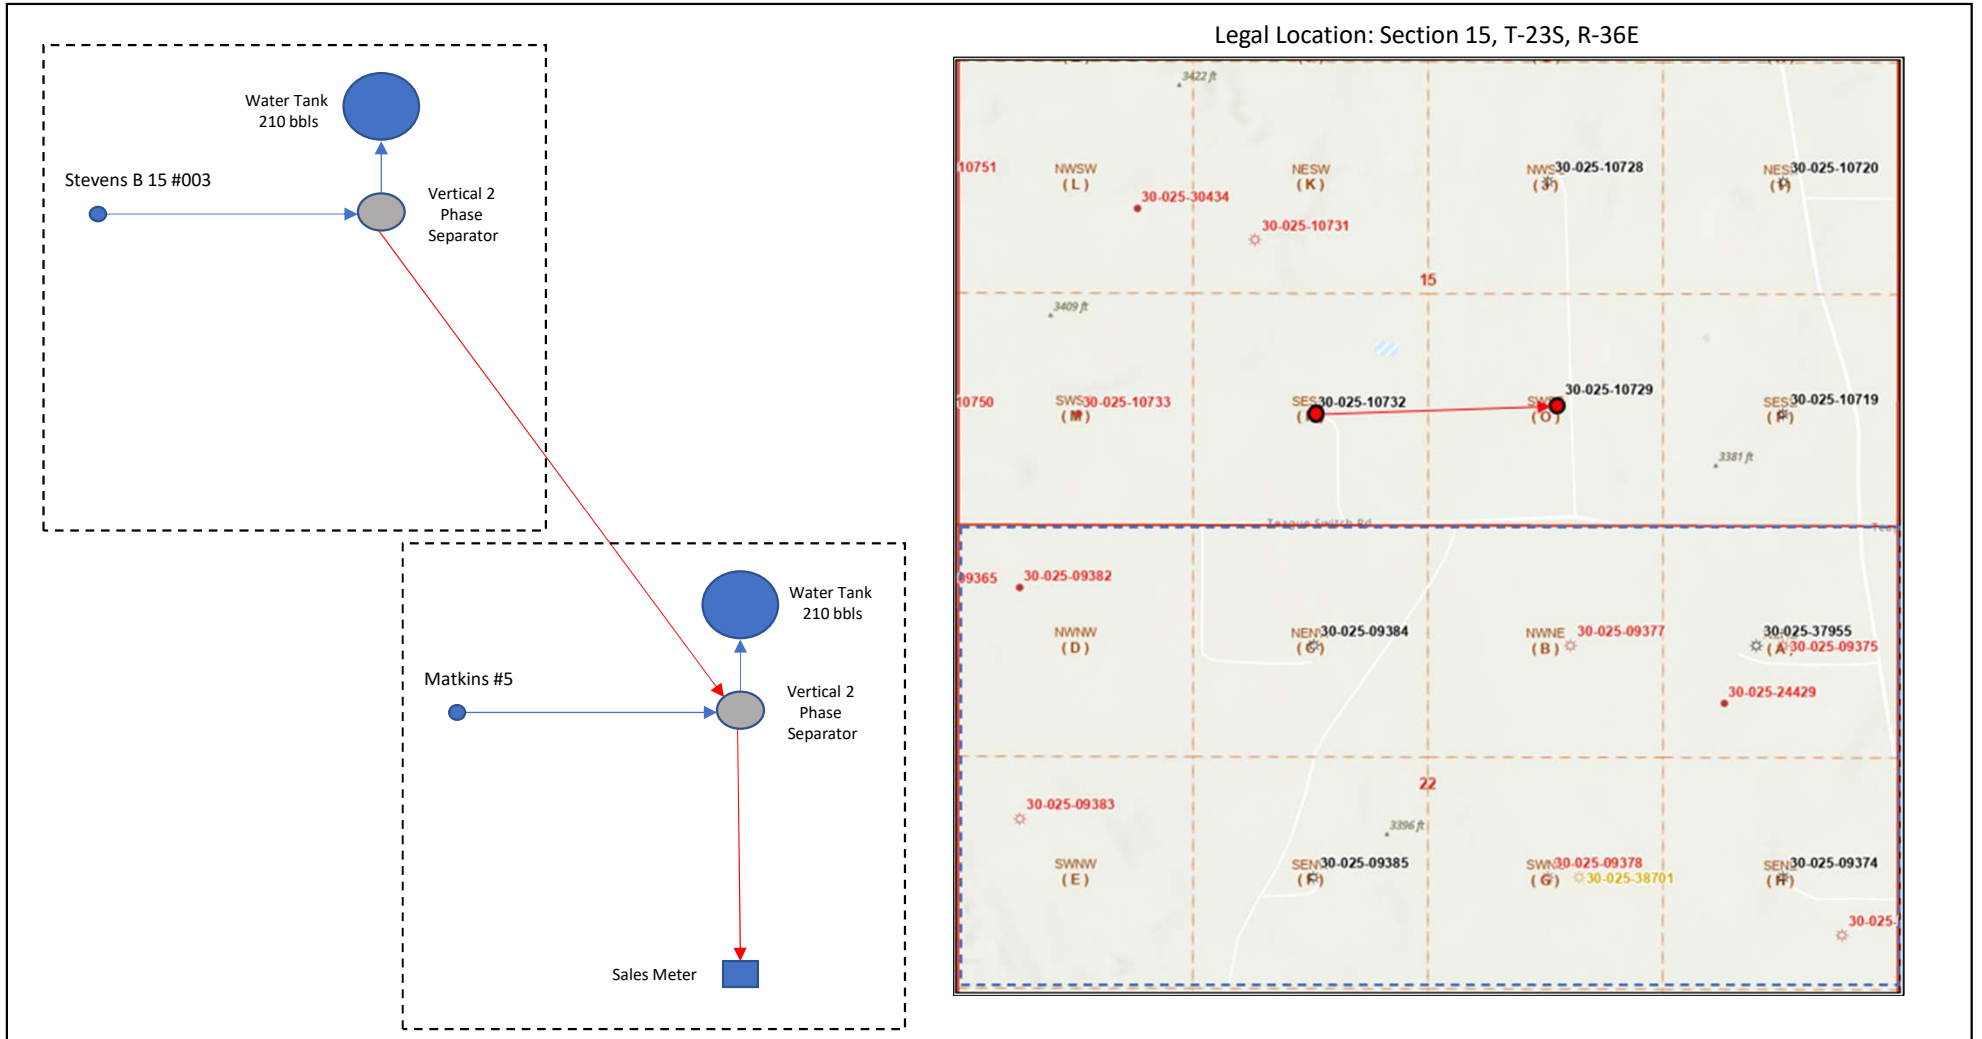 Legal Location: Section 15, T-23S, R-36E
Water Tank
210 bbls
Stevens B 15 #003
Vertical 2
Phase
Separator
Water Tank
210 bbls
Matkins #5
Vertical 2
Phase
Separator
Sales Meter
3422 ft
10751
NWSW
(L)
30-025-30434
NESW
(K)
30-025-10731
30-025-10728
30-025-10720
15
3409 ft
10750
30-025-10733
(M)
30-025-10732
30-025-10729
(O)
30-025-10719
3381 ft
Teague Switch Rd
09365
30-025-09382
NWNW
(D)
30-025-09384
NWNE
(B)
30-025-09377
30-025-37955
30-025-09375
30-025-24429
22
30-025-09383
3396 ft
SWNW
(E)
30-025-09385
(F)
30-025-09378
(G)
30-025-38701
30-025-09374
(H)
30-025-